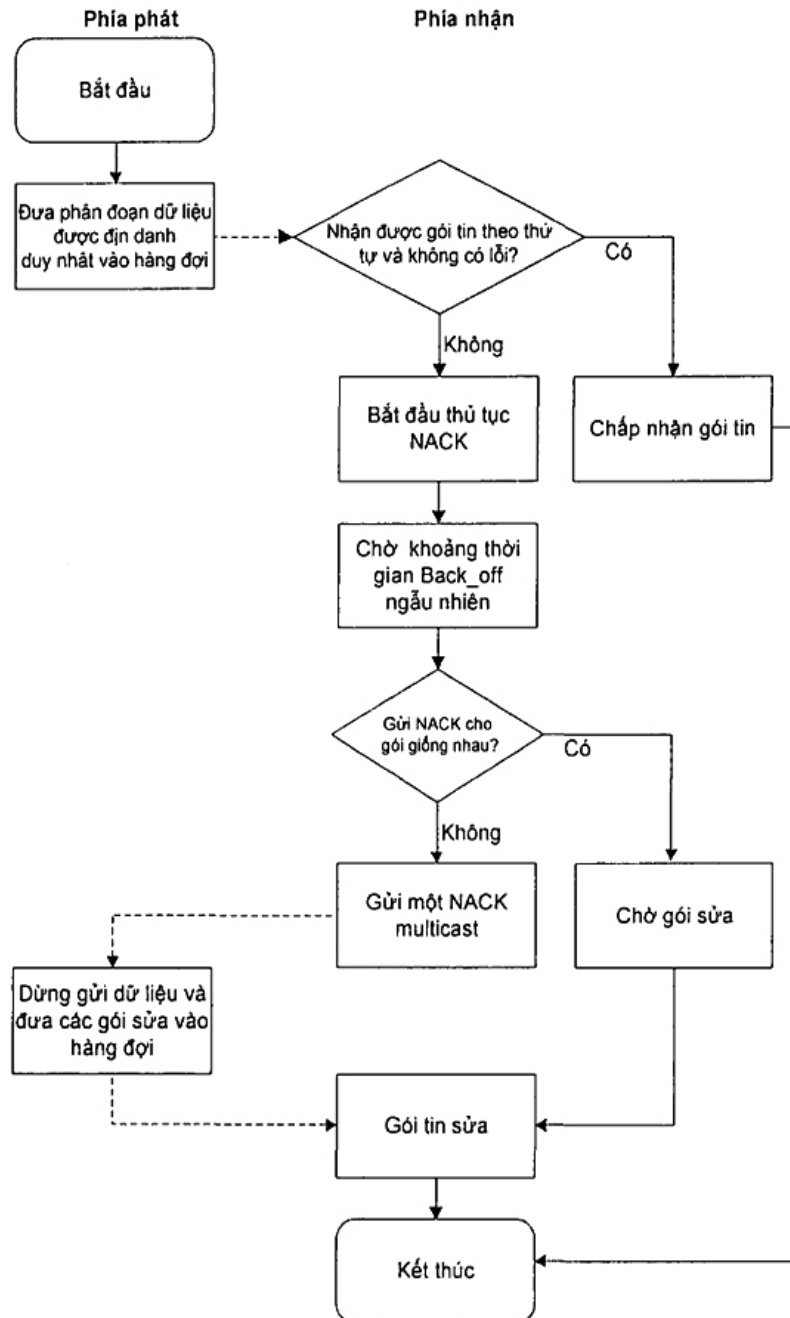 Phía phát
Phía nhận
Bắt đầu
Đưa phân đoạn dữ liệu
được địn danh
duy nhất vào hàng đợi
Nhận được gói tin theo thứ
tự và không có lỗi?
Có
Không
Bắt đầu thủ tục
NACK
Chấp nhận gói tin
Chờ khoảng thời
gian Back_off
ngẫu nhiên
Gửi NACK cho
gói giống nhau?
Có
Không
Gửi một NACK
multicast
Chờ gói sửa
Dừng gửi dữ liệu và
đưa các gói sửa vào
hàng đợi
Gói tin sửa
Kết thúc